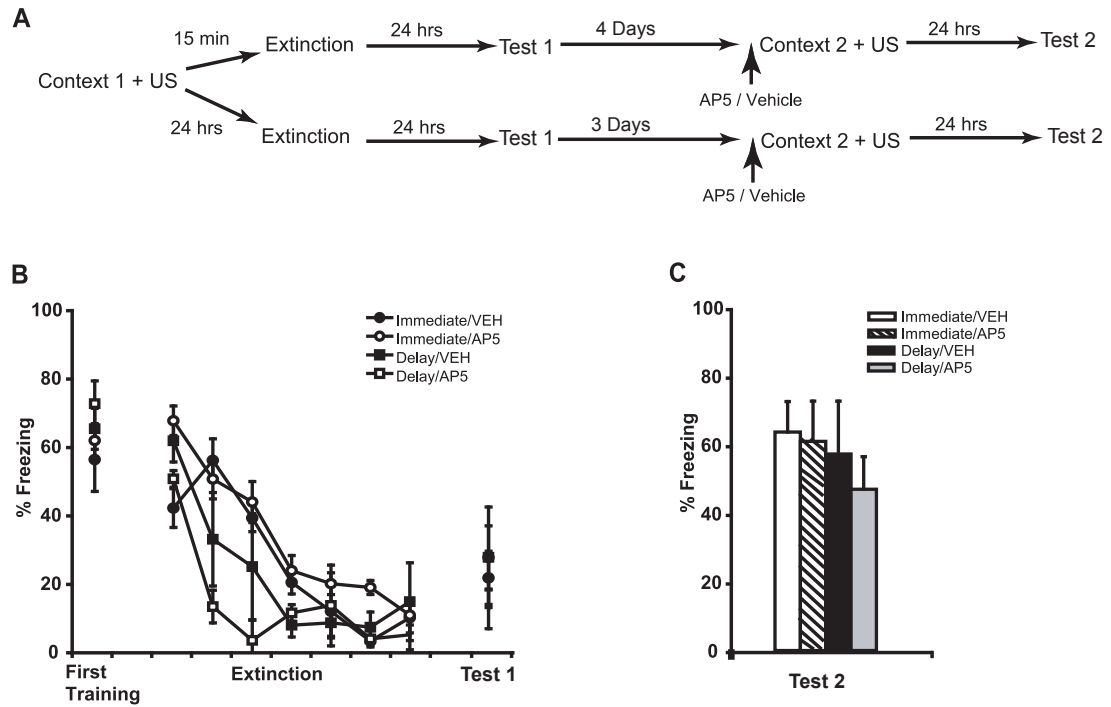 A
15 min
Extinction
24 hrs
Test 1
4 Days
Context 2 + US
24 hrs
Test 2
Context 1 + US
AP5 / Vehicle
24 hrs
Extinction
24 hrs
Test 1
3 Days
Context 2 + US
24 hrs
Test 2
AP5 / Vehicle
B
100
80
60
40
20
0
% Freezing
Immediate/VEH
Immediate/AP5
Delay/VEH
Delay/AP5
First
Training
Extinction
Test 1
C
100
80
60
40
20
0
% Freezing
Immediate/VEH
Immediate/AP5
Delay/VEH
Delay/AP5
Test 2